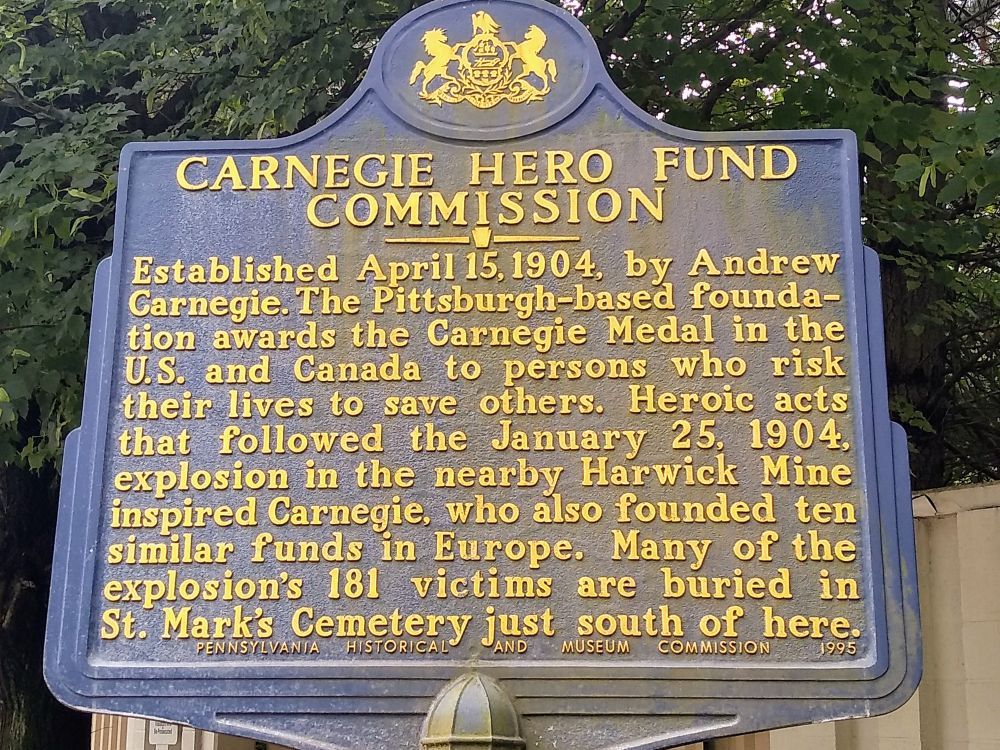 CARNEGIE HERO FUND
COMMISSION
Established April 15, 1904, by Andrew
Carnegie. The Pittsburgh-based founda-
tion awards the Carnegie Medal in the
U.S. and Canada to persons who risk
their lives to save others. Heroic acts
that followed the January 25, 1904,
explosion in the nearby Harwick Mine
inspired Carnegie, who also founded ten
similar funds in Europe. Many of the
explosion's 181 victims are buried in
St. Mark's Cemetery just south of here.
PENNSYLVANIA HISTORICAL AND MUSEUM COMMISSION 1995